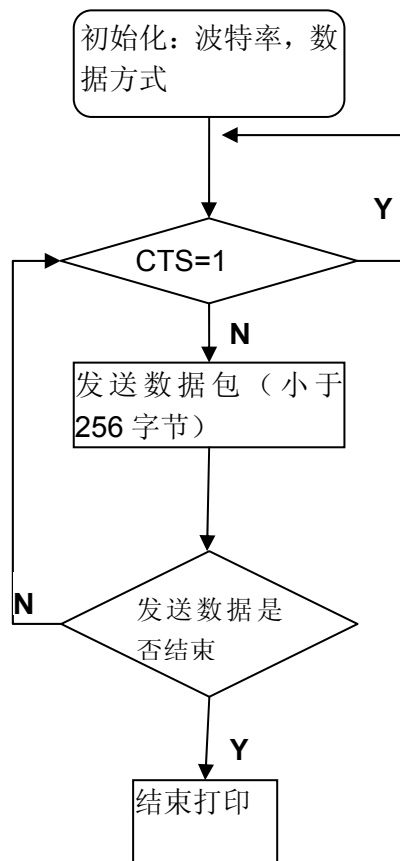 初始化：波特率，数
据方式
Y
CTS=1
N
发送数据包（小于
256 字节）
N
发送数据是
否结束
Y
结束打印